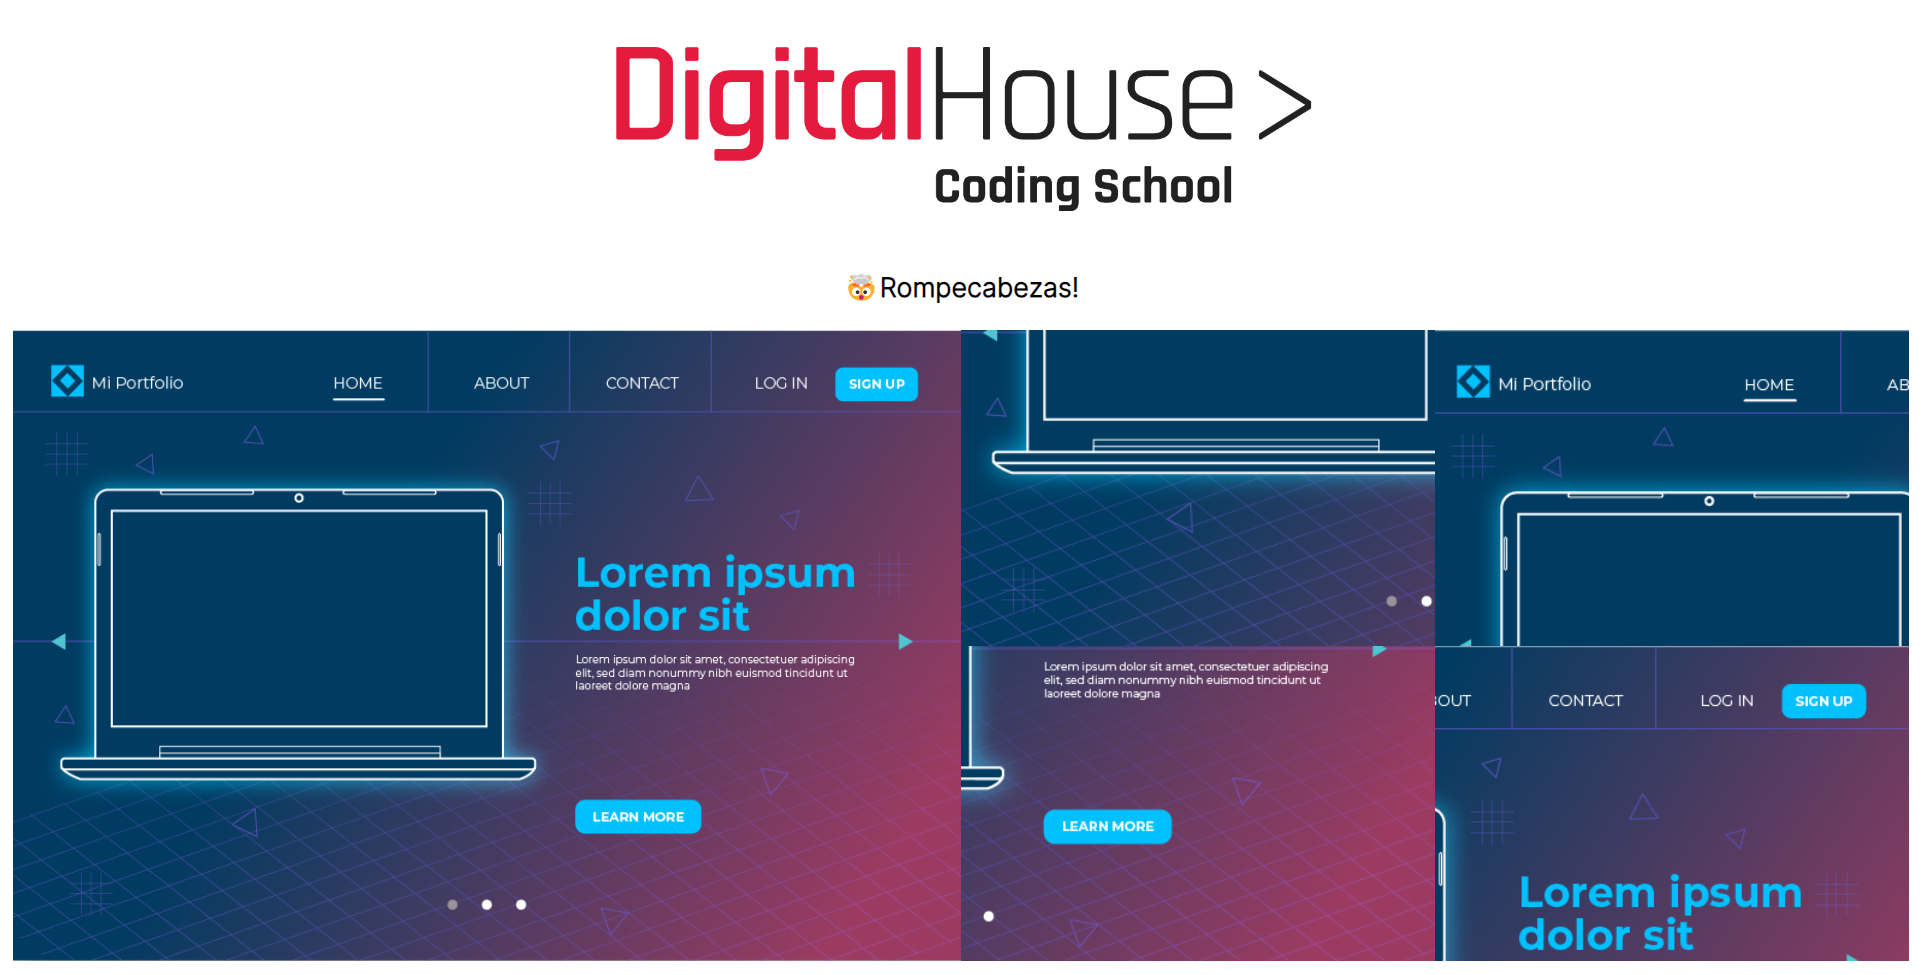 DigitalHouse >
Coding School
🤯Rompecabezas!
Mi Portfolio
HOME
ABOUT
CONTACT
LOG IN
SIGN UP
Lorem ipsum
dolor sit
Lorem ipsum dolor sit amet, consectetuer adipiscing
elit, sed diam nonummy nibh euismod tincidunt ut
laoreet dolore magna
LEARN MORE
Lorem ipsum dolor sit amet, consectetuer adipiscing
elit, sed diam nonummy nibh euismod tincidunt ut
laoreet dolore magna
LEARN MORE
Mi Portfolio
HOME
AB
OUT
CONTACT
LOG IN
SIGN UP
Lorem ipsum
dolor sit